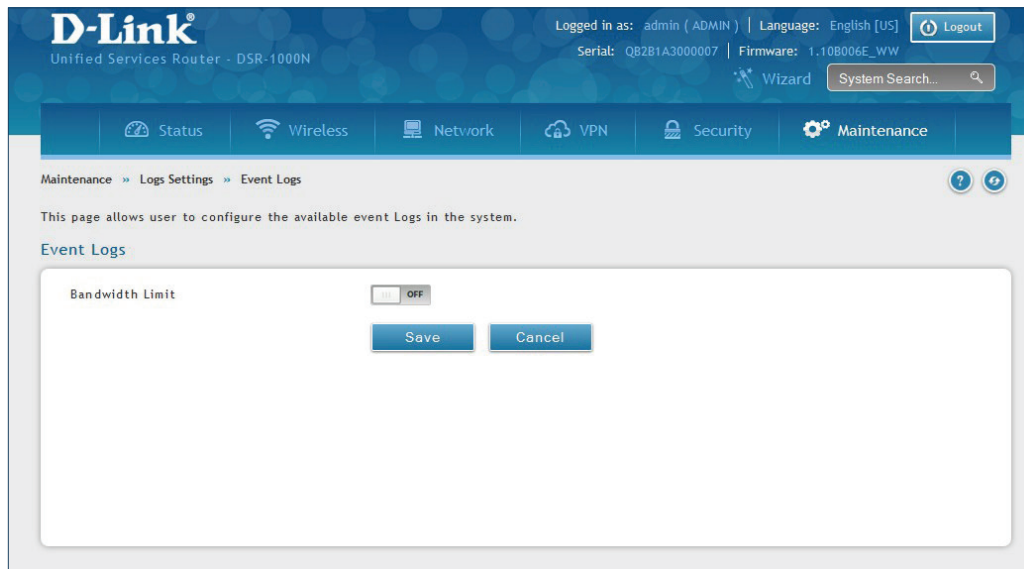 D-Link®
Unified Services Router - DSR-1000N
Logged in as: admin ( ADMIN ) | Language: English [US]
Logout
Serial: QB2B1A3000007 | Firmware: 1.10B006E_WW
Wizard
System Search...
Status
Wireless
Network
VPN
Security
Maintenance
Maintenance » Logs Settings » Event Logs
?
This page allows user to configure the available event Logs in the system.
Event Logs
Bandwidth Limit
OFF
Save
Cancel